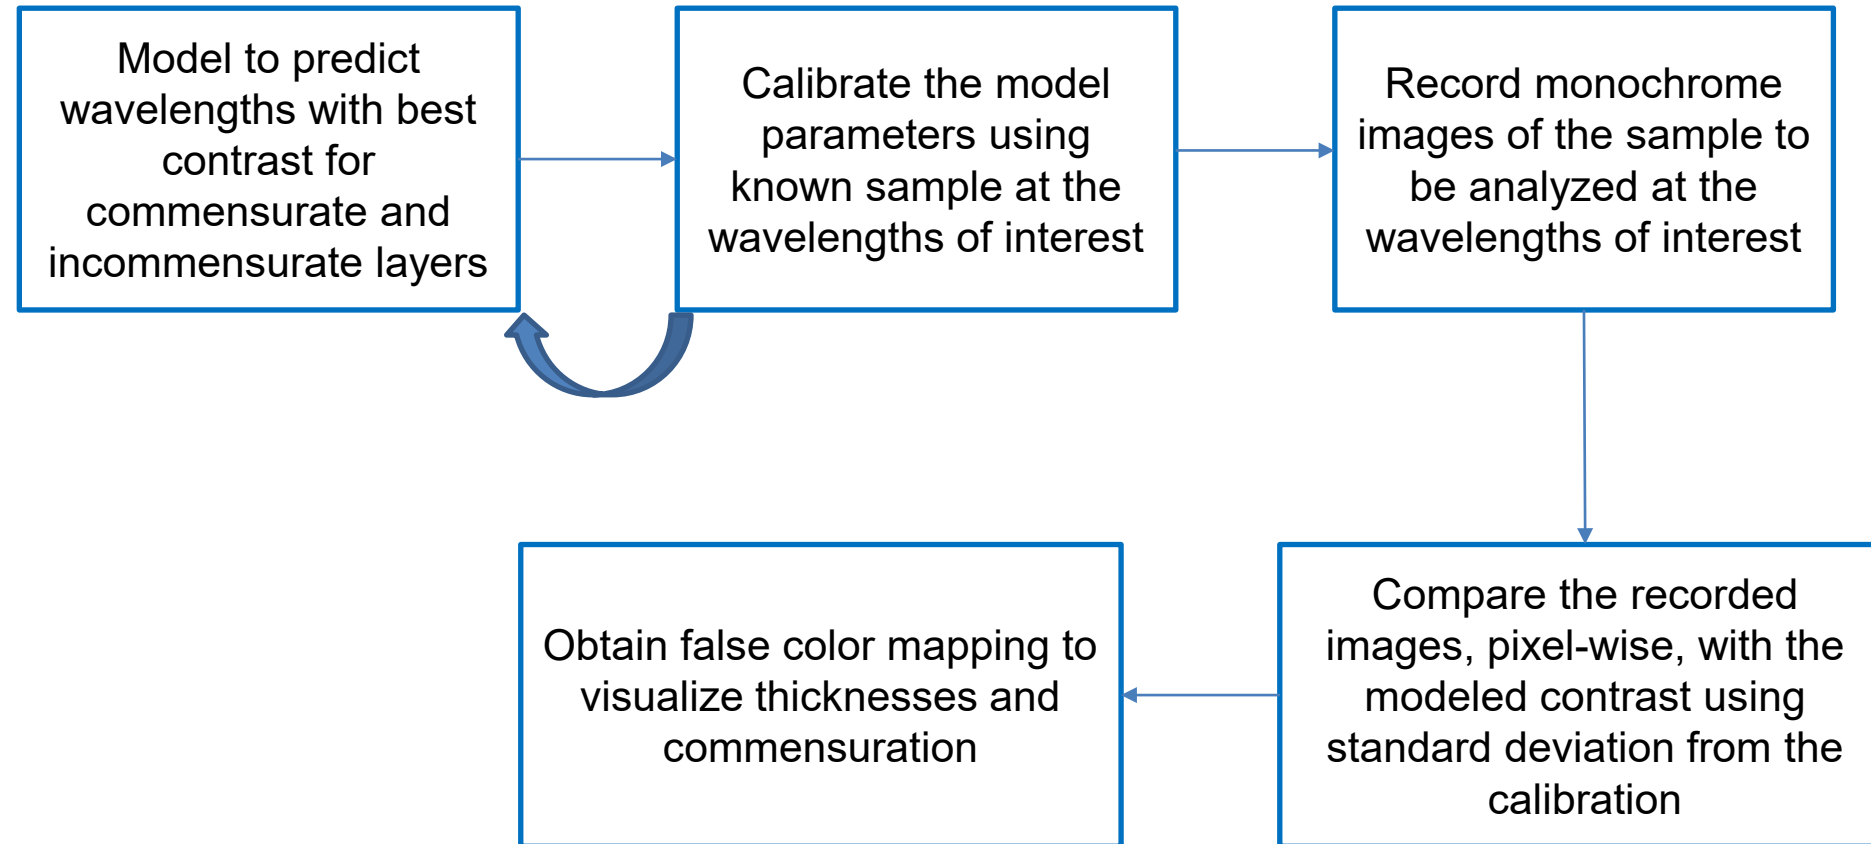 Model to predict
wavelengths with best
contrast for
commensurate and
incommensurate layers
Calibrate the model
parameters using
known sample at the
wavelengths of interest
Record monochrome
images of the sample to
be analyzed at the
wavelengths of interest
Compare the recorded
images, pixel-wise, with the
modeled contrast using
standard deviation from the
calibration
Obtain false color mapping to
visualize thicknesses and
commensuration